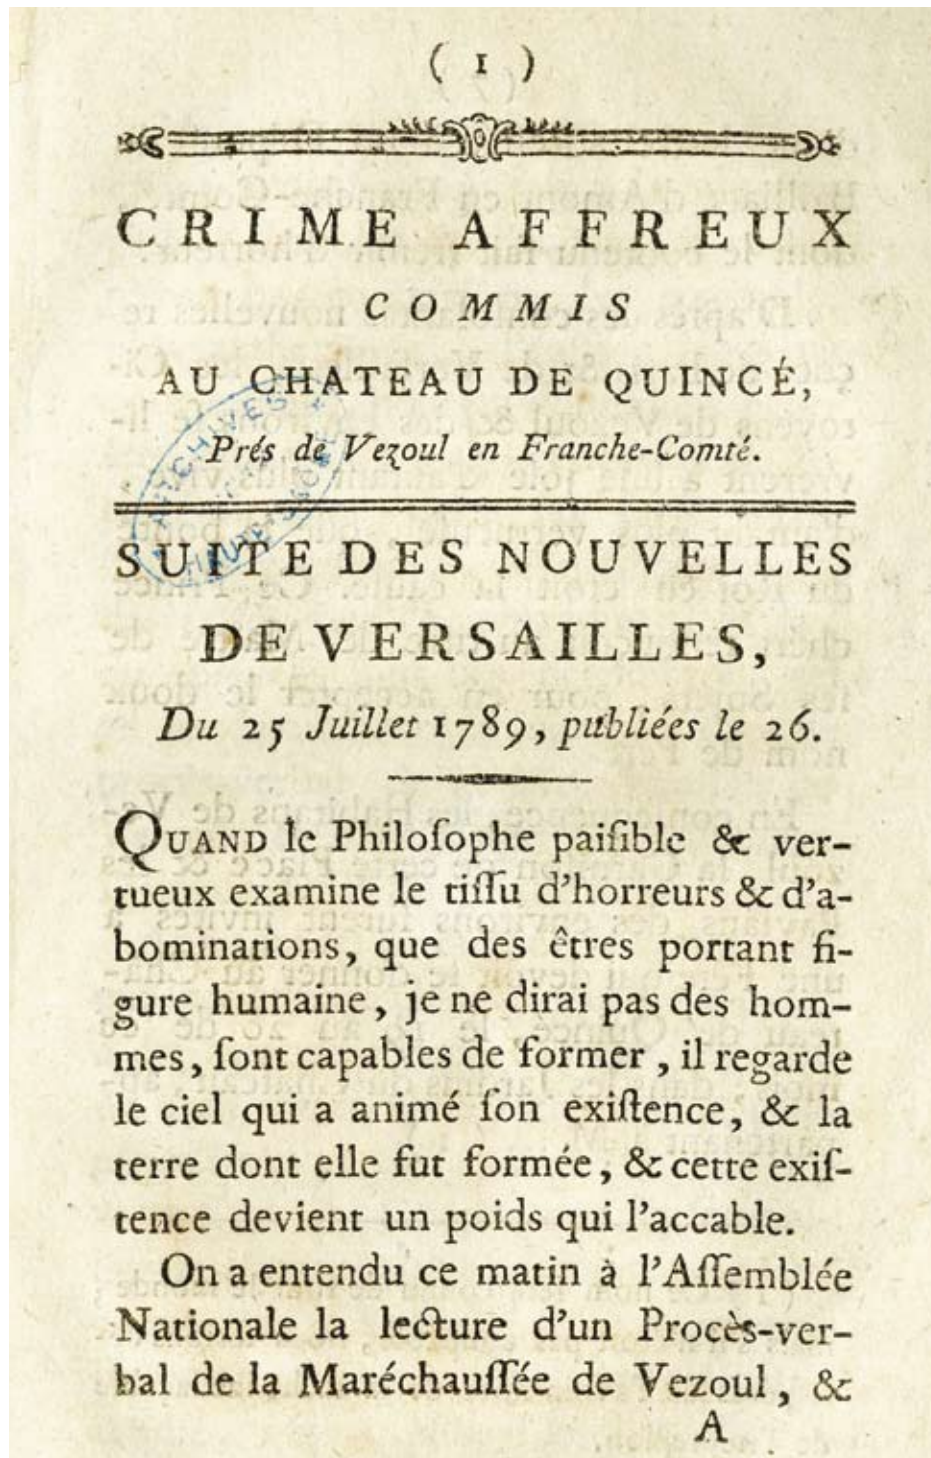 ( 1 )
CRIME AFFREUX
COMMIS
AU CHATEAU DE QUINCÉ,
Prés de Vezoul en Franche-Comté.
ARCHIVES
SUITE DES NOUVELLES
DE VERSAILLES,
Du 25 Juillet 1789, publiées le 26.
QUAND le Philoſophe paiſible & ver-
tueux examine le tiſſu d'horreurs & d'a-
bominations, que des êtres portant fi-
gure humaine, je ne dirai pas des hom-
mes, ſont capables de former, il regarde
le ciel qui a animé ſon exiſtence, & la
terre dont elle fut formée, & cette exiſ-
tence devient un poids qui l'accable.
On a entendu ce matin à l'Aſſemblée
Nationale la lecture d'un Procès-ver-
bal de la Maréchauſſée de Vezoul, &
A